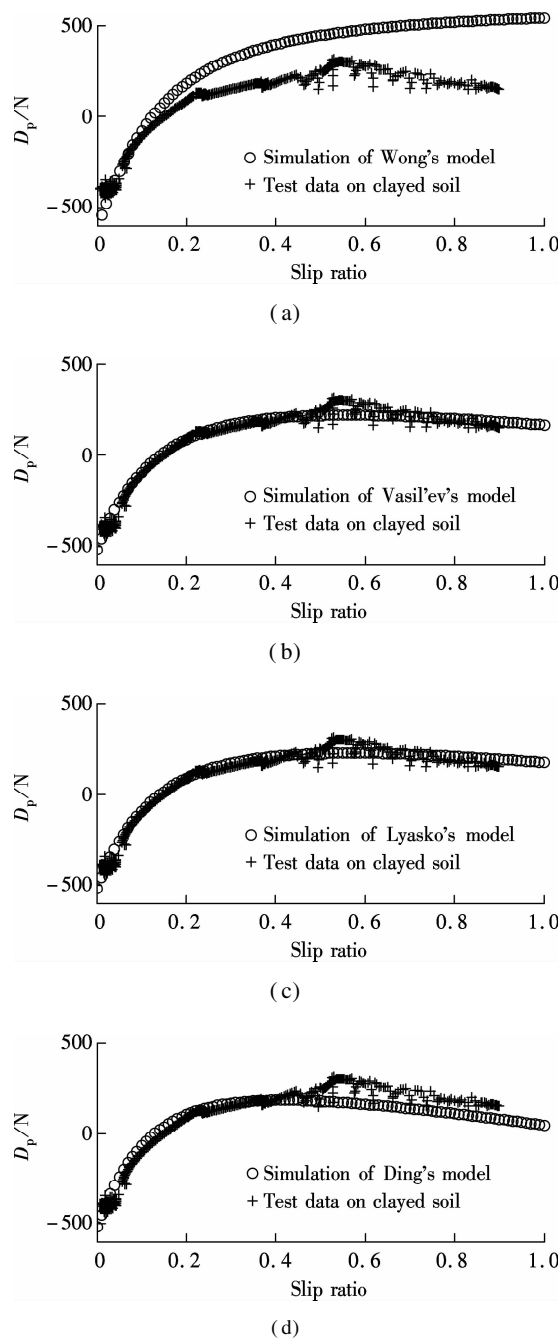 500
0
−500
D_p/N
○ Simulation of Wong's model
+ Test data on clayed soil
0 0.2 0.4 0.6 0.8 1.0
Slip ratio
(a)
500
0
−500
D_p/N
○ Simulation of Vasil'ev's model
+ Test data on clayed soil
0 0.2 0.4 0.6 0.8 1.0
Slip ratio
(b)
500
0
−500
D_p/N
○ Simulation of Lyasko's model
+ Test data on clayed soil
0 0.2 0.4 0.6 0.8 1.0
Slip ratio
(c)
500
0
−500
D_p/N
○ Simulation of Ding's model
+ Test data on clayed soil
0 0.2 0.4 0.6 0.8 1.0
Slip ratio
(d)